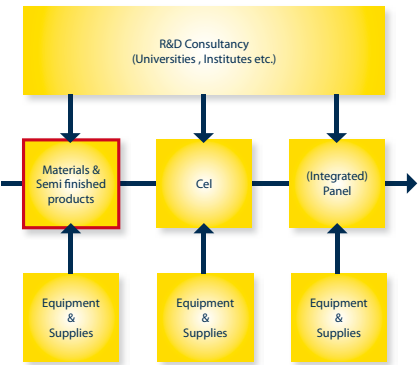 R&D Consultancy
(Universities , Institutes etc.)
Materials &
Semi finished
products
Cel
(Integrated)
Panel
Equipment
&
Supplies
Equipment
&
Supplies
Equipment
&
Supplies